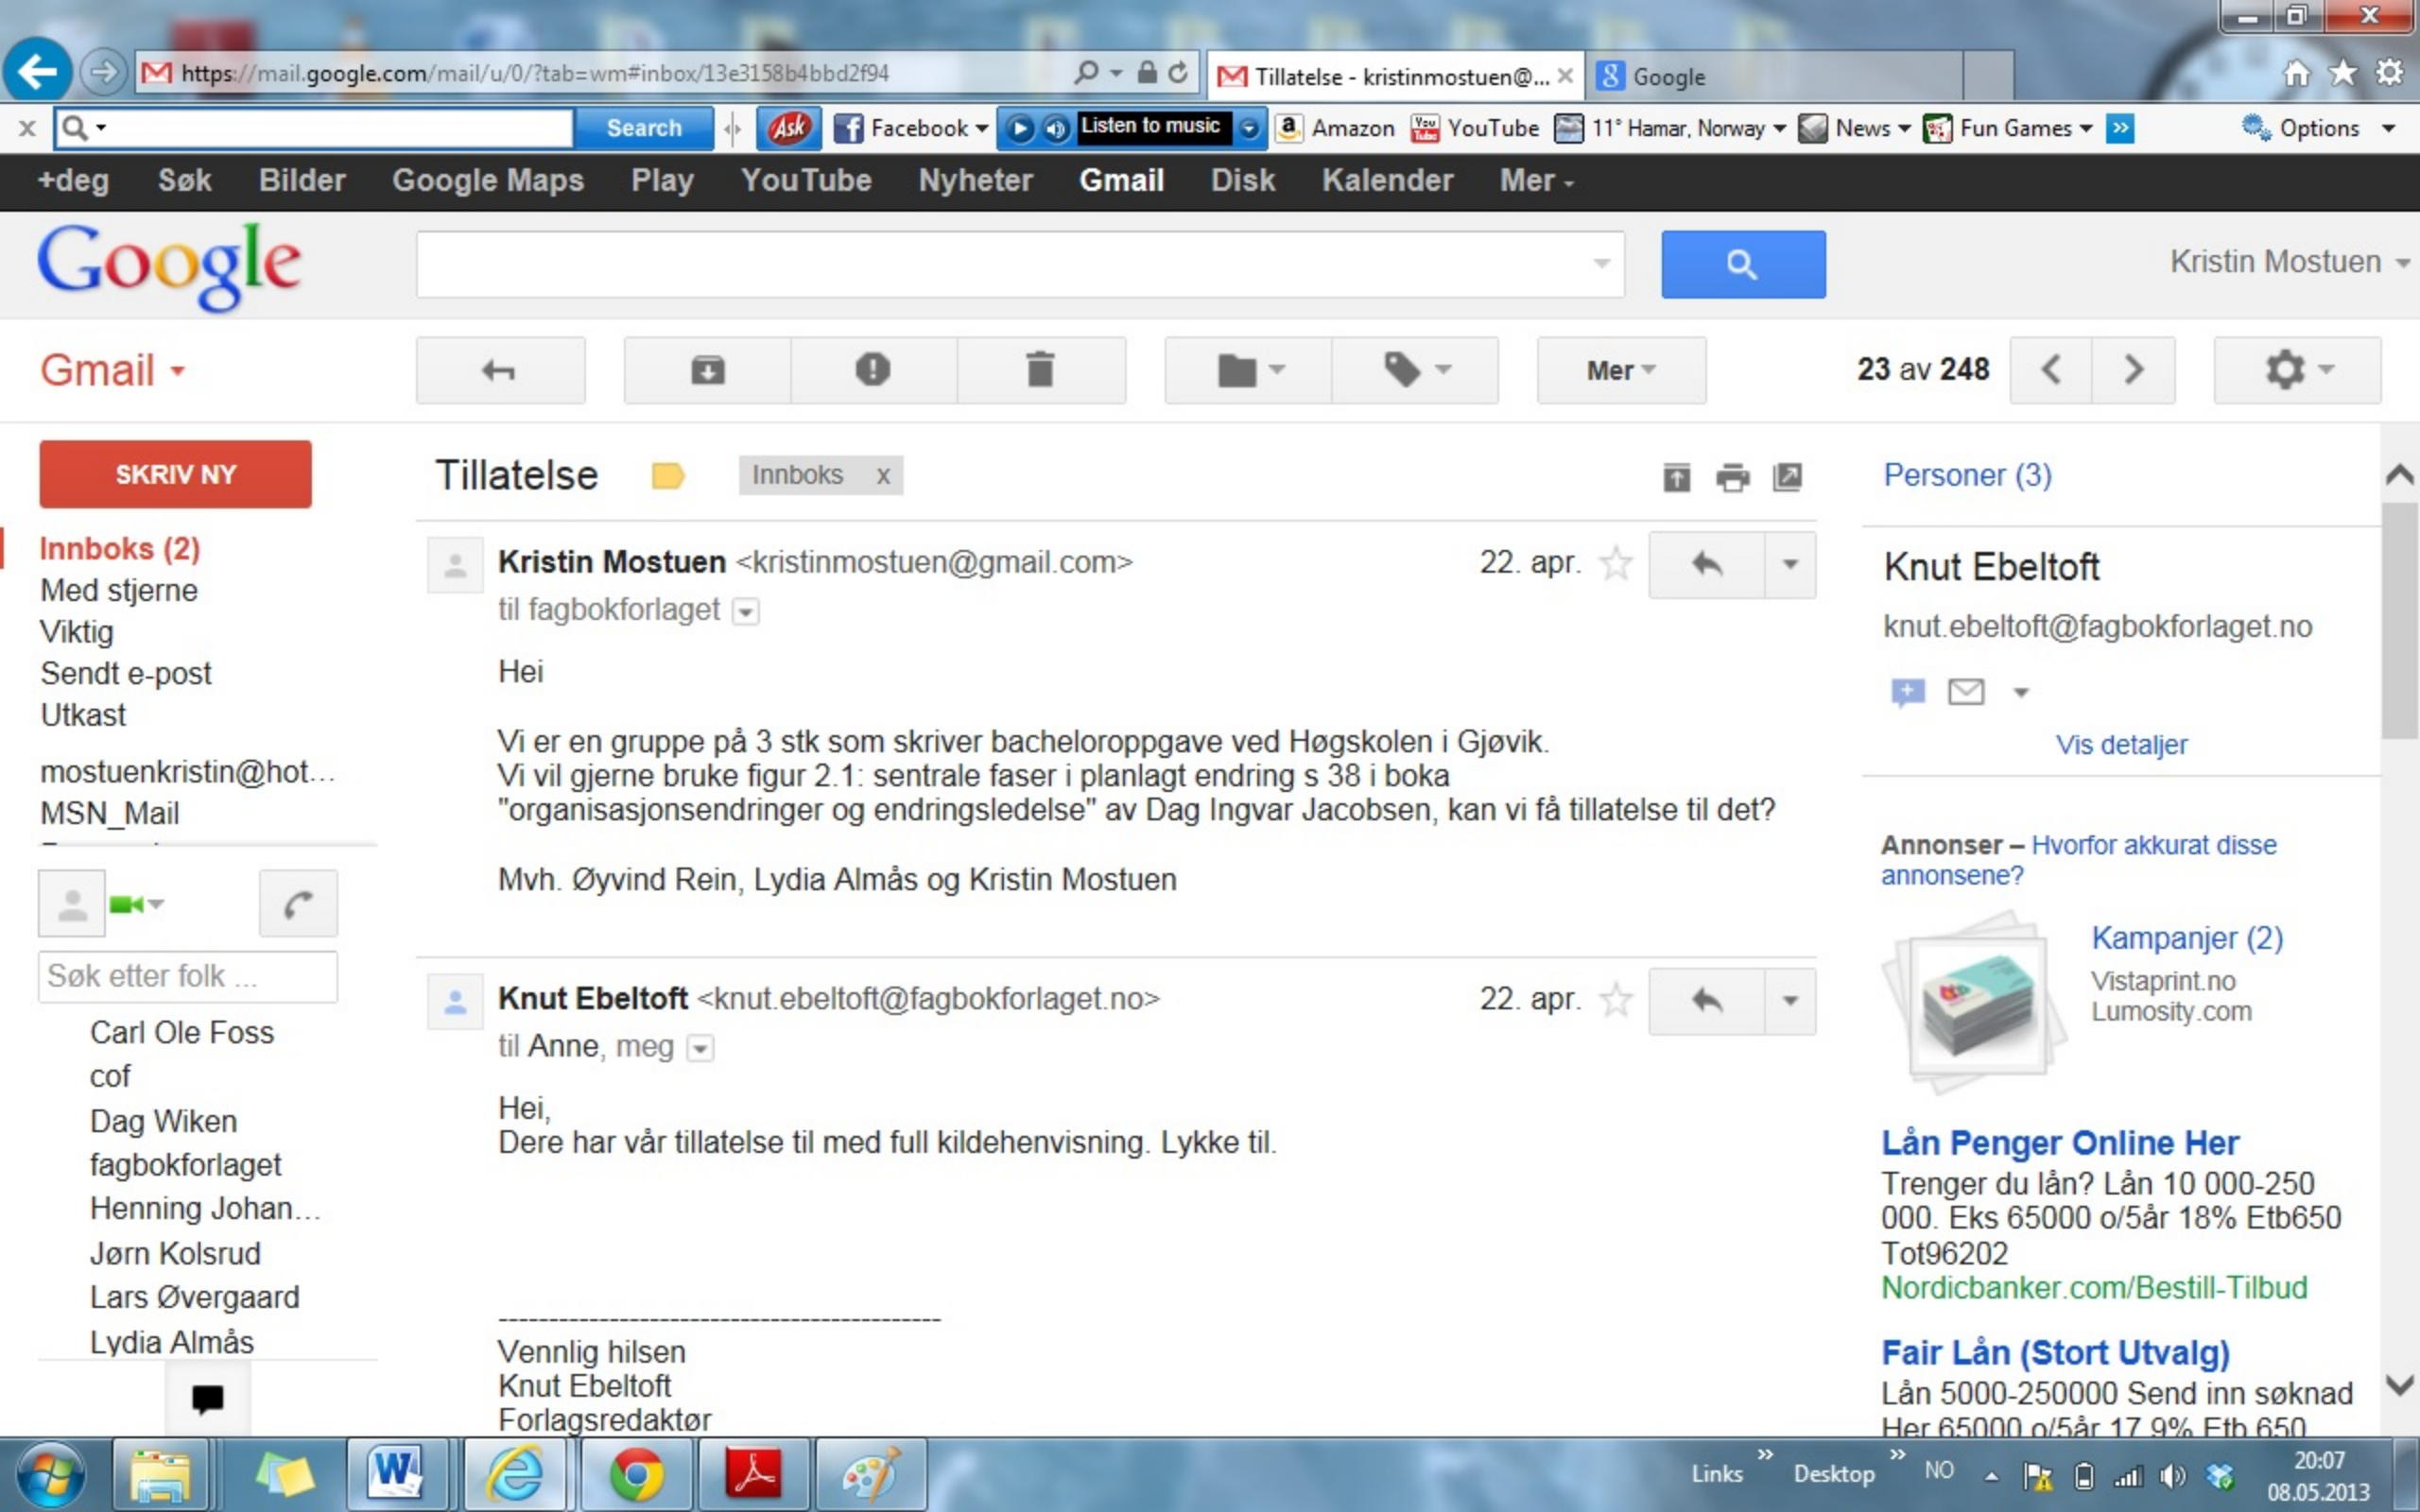 https://mail.google.com/mail/u/0/?tab=wm#inbox/13e3158b4bbd2f94
Tillatelse - kristinmostuen@...
Google
Search
Ask
Facebook
Listen to music
Amazon
YouTube
11° Hamar, Norway
News
Fun Games
Options
+deg Søk Bilder Google Maps Play YouTube Nyheter Gmail Disk Kalender Mer
Google
Kristin Mostuen
Gmail
Mer
23 av 248
SKRIV NY
Innboks (2)
Med stjerne
Viktig
Sendt e-post
Utkast
mostuenkristin@hot...
MSN_Mail
Søk etter folk ...
Carl Ole Foss
cof
Dag Wiken
fagbokforlaget
Henning Johan...
Jørn Kolsrud
Lars Øvergaard
Lydia Almås
Tillatelse
Innboks x
Kristin Mostuen <kristinmostuen@gmail.com>
22. apr.
til fagbokforlaget
Hei
Vi er en gruppe på 3 stk som skriver bacheloroppgave ved Høgskolen i Gjøvik.
Vi vil gjerne bruke figur 2.1: sentrale faser i planlagt endring s 38 i boka
"organisasjonsendringer og endringsledelse" av Dag Ingvar Jacobsen, kan vi få tillatelse til det?
Mvh. Øyvind Rein, Lydia Almås og Kristin Mostuen
Knut Ebeltoft <knut.ebeltoft@fagbokforlaget.no>
22. apr.
til Anne, meg
Hei,
Dere har vår tillatelse til med full kildehenvisning. Lykke til.
--------------------------------------------
Vennlig hilsen
Knut Ebeltoft
Forlagsredaktør
Personer (3)
Knut Ebeltoft
knut.ebeltoft@fagbokforlaget.no
Vis detaljer
Annonser – Hvorfor akkurat disse
annonsene?
Kampanjer (2)
Vistaprint.no
Lumosity.com
Lån Penger Online Her
Trenger du lån? Lån 10 000-250
000. Eks 65000 o/5år 18% Etb650
Tot96202
Nordicbanker.com/Bestill-Tilbud
Fair Lån (Stort Utvalg)
Lån 5000-250000 Send inn søknad
Her 65000 o/5år 17,9% Etb 650
Links
Desktop
NO
20:07
08.05.2013